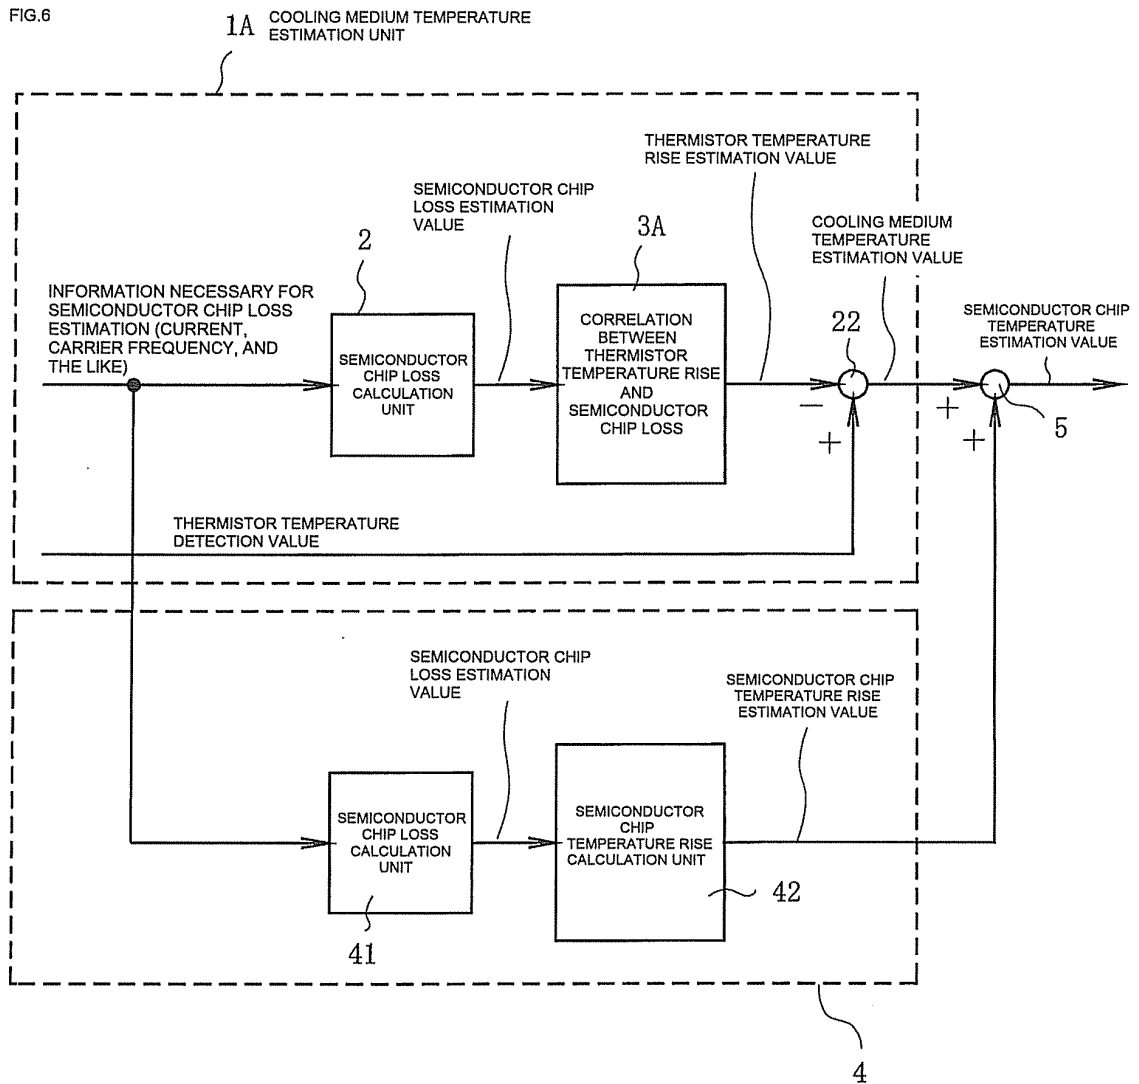 FIG.6
1A
COOLING MEDIUM TEMPERATURE
ESTIMATION UNIT
THERMISTOR TEMPERATURE
RISE ESTIMATION VALUE
SEMICONDUCTOR CHIP
LOSS ESTIMATION
VALUE
COOLING MEDIUM
TEMPERATURE
ESTIMATION VALUE
2
3A
INFORMATION NECESSARY FOR
SEMICONDUCTOR CHIP LOSS
ESTIMATION (CURRENT,
CARRIER FREQUENCY, AND
THE LIKE)
SEMICONDUCTOR
CHIP LOSS
CALCULATION
UNIT
CORRELATION
BETWEEN
THERMISTOR
TEMPERATURE RISE
AND
SEMICONDUCTOR
CHIP LOSS
22
SEMICONDUCTOR CHIP
TEMPERATURE
ESTIMATION VALUE
−
+
+
+
5
THERMISTOR TEMPERATURE
DETECTION VALUE
SEMICONDUCTOR CHIP
LOSS ESTIMATION
VALUE
SEMICONDUCTOR CHIP
TEMPERATURE RISE
ESTIMATION VALUE
SEMICONDUCTOR
CHIP LOSS
CALCULATION
UNIT
SEMICONDUCTOR
CHIP
TEMPERATURE RISE
CALCULATION UNIT
41
42
4